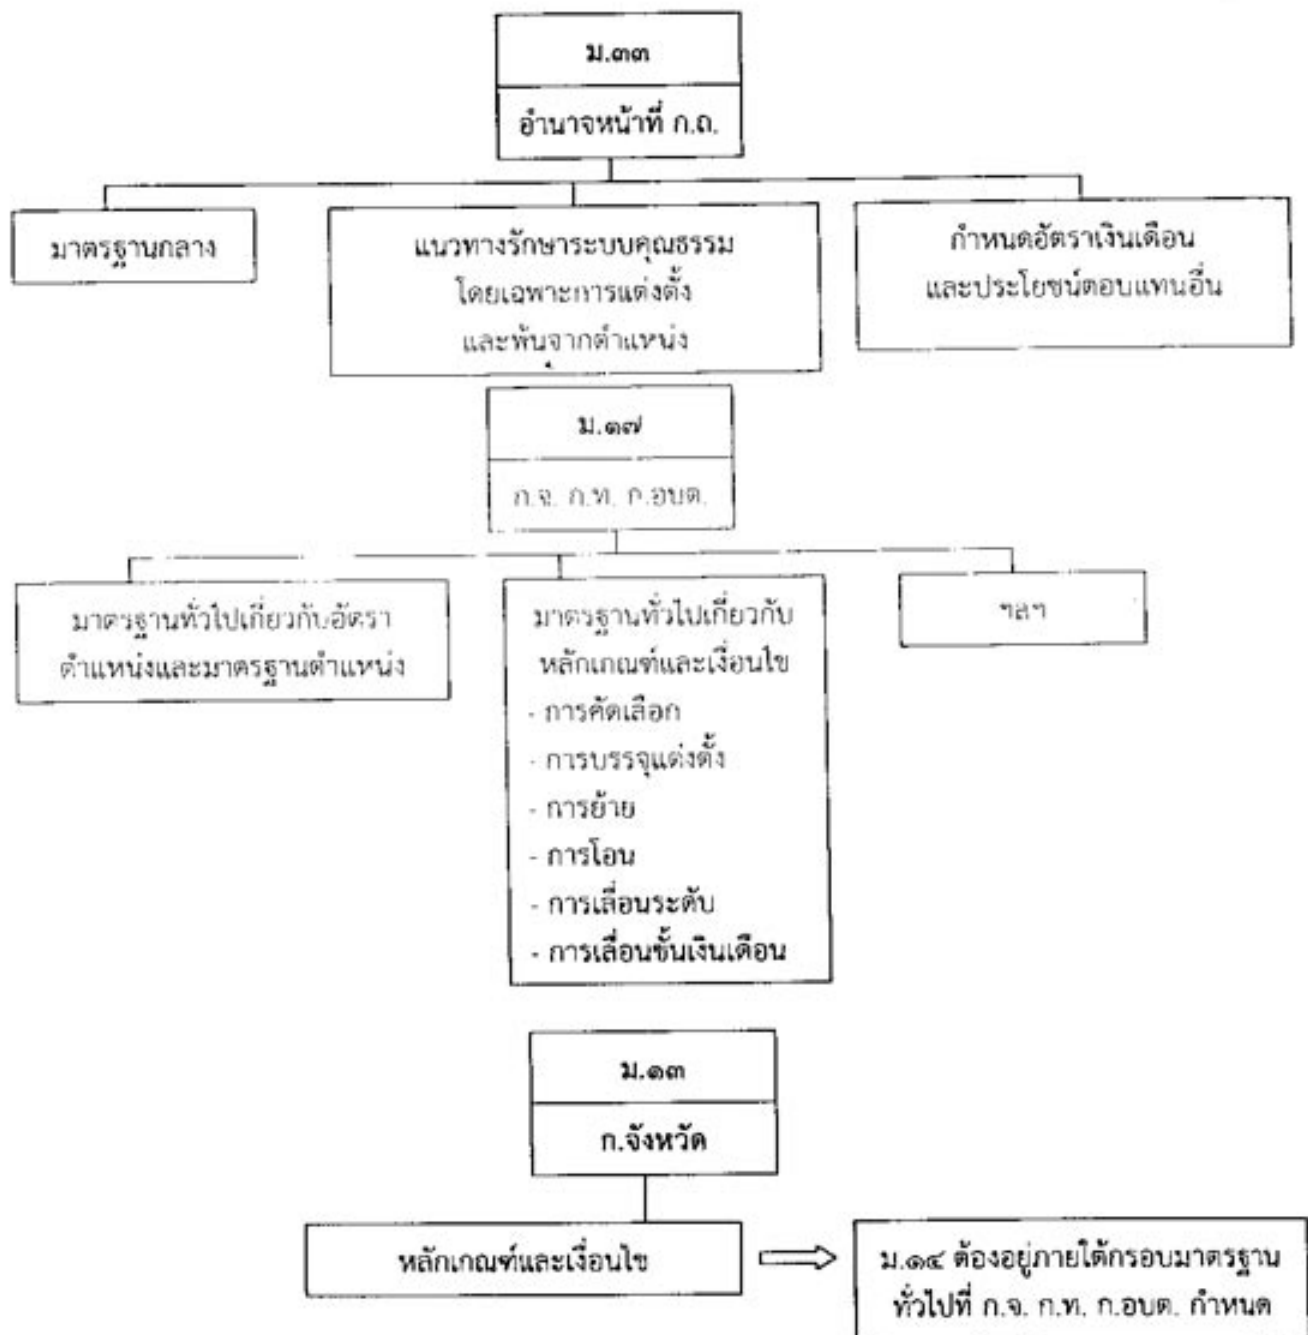 ม.๓๓
อำนาจหน้าที่ ก.ถ.
มาตรฐานกลาง
แนวทางรักษาระบบคุณธรรม
โดยเฉพาะการแต่งตั้ง
และพ้นจากตำแหน่ง
กำหนดอัตราเงินเดือน
และประโยชน์ตอบแทนอื่น
ม.๑๗
ก.จ. ก.ท. ก.อบต.
มาตรฐานทั่วไปเกี่ยวกับอัตรา
ตำแหน่งและมาตรฐานตำแหน่ง
มาตรฐานทั่วไปเกี่ยวกับ
หลักเกณฑ์และเงื่อนไข
- การคัดเลือก
- การบรรจุแต่งตั้ง
- การย้าย
- การโอน
- การเลื่อนระดับ
- การเลื่อนขั้นเงินเดือน
ฯลฯ
ม.๑๓
ก.จังหวัด
หลักเกณฑ์และเงื่อนไข
ม.๑๔ ต้องอยู่ภายใต้กรอบมาตรฐาน
ทั่วไปที่ ก.จ. ก.ท. ก.อบต. กำหนด